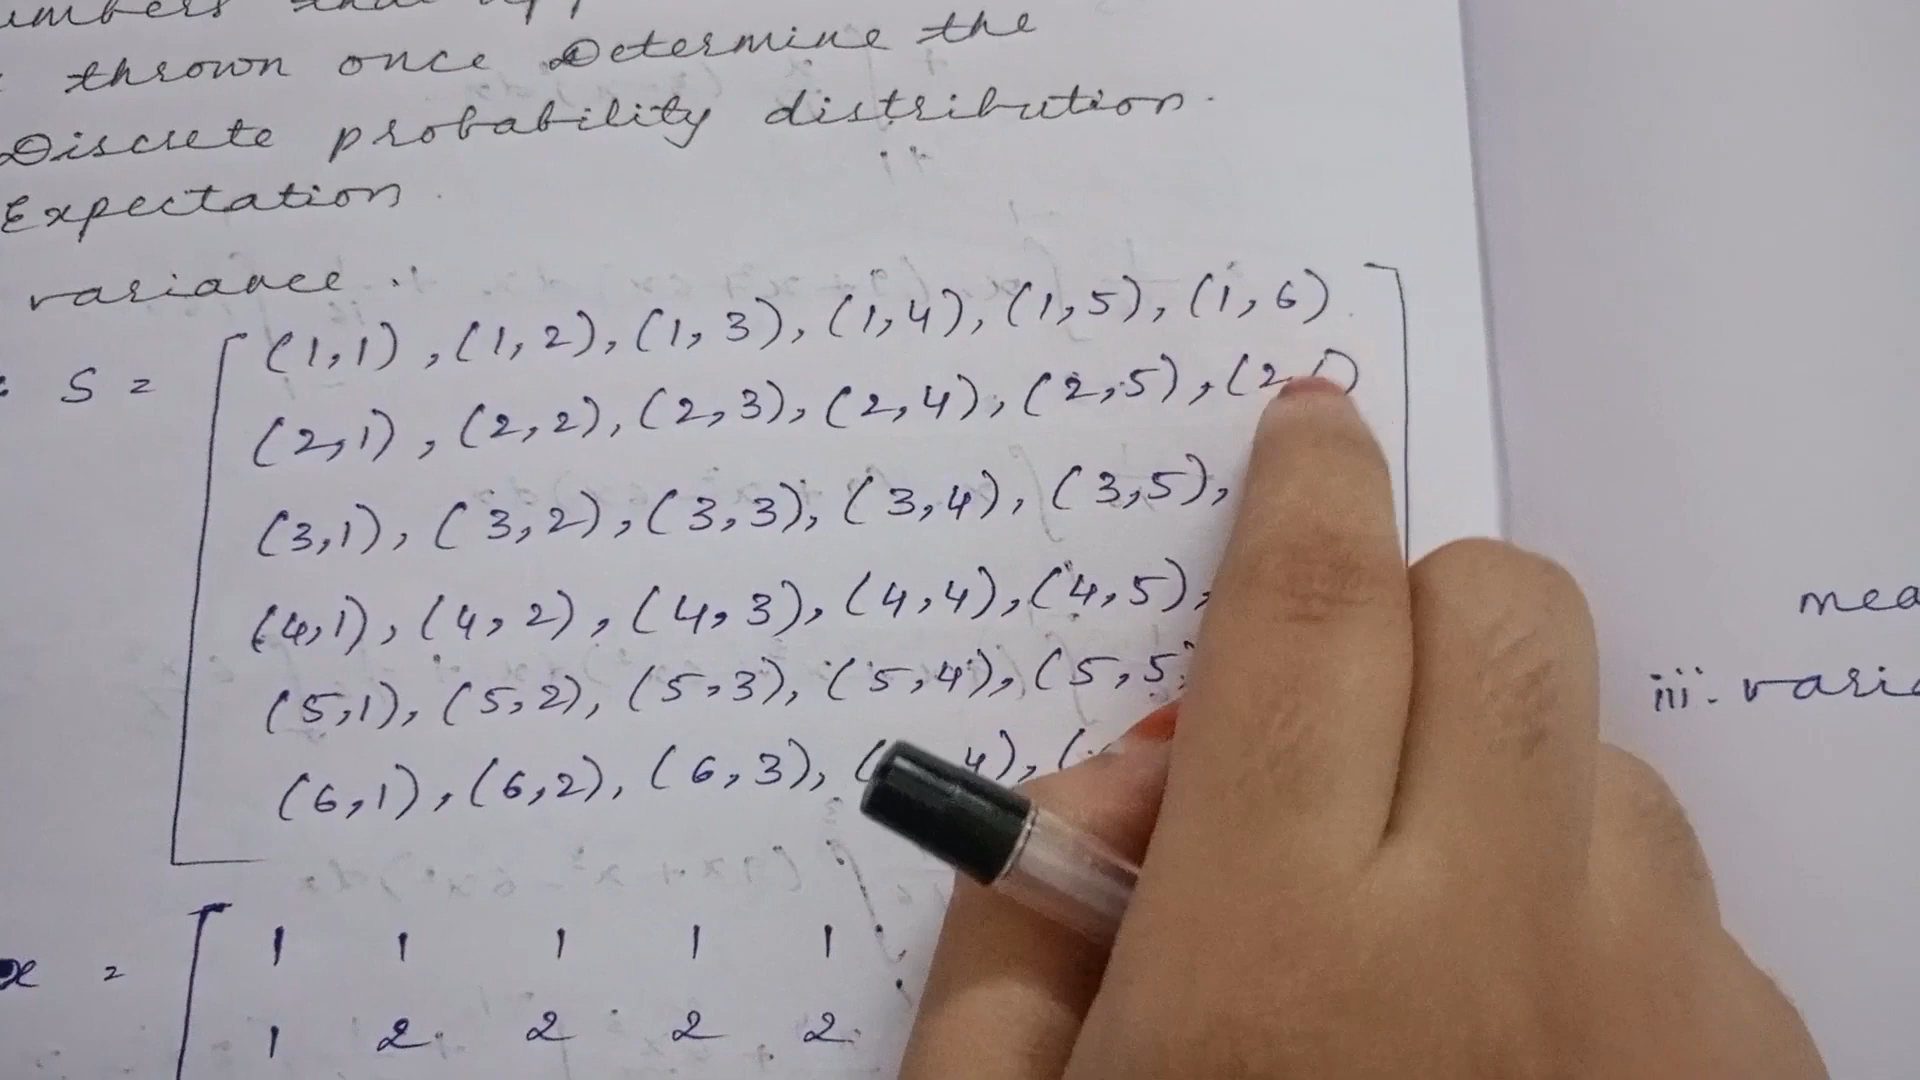 thrown once Determine the
Discrete probability distribution.
Expectation.
variance.
S = (1,1), (1,2), (1,3), (1,4), (1,5), (1,6)
(2,1), (2,2), (2,3), (2,4), (2,5), (2,
(3,1), (3,2), (3,3), (3,4), (3,5),
(4,1), (4,2), (4,3), (4,4), (4,5),
(5,1), (5,2), (5,3), (5,4), (5,5
(6,1), (6,2), (6,3), ( 4), (
x = 1 1 1 1 1
1 2 2 2 2
iii.